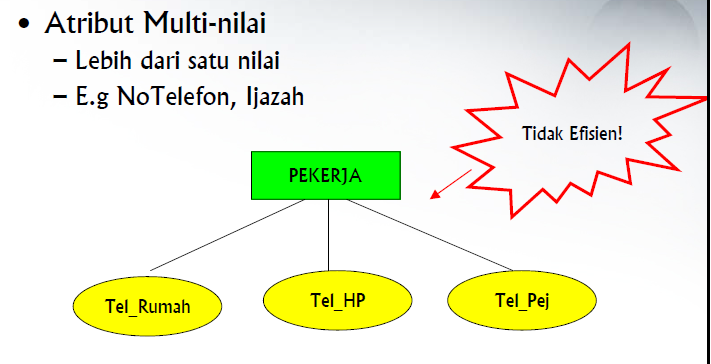 • Atribut Multi-nilai
– Lebih dari satu nilai
– E.g NoTelefon, Ijazah
Tidak Efisien!
PEKERJA
Tel_Rumah
Tel_HP
Tel_Pej